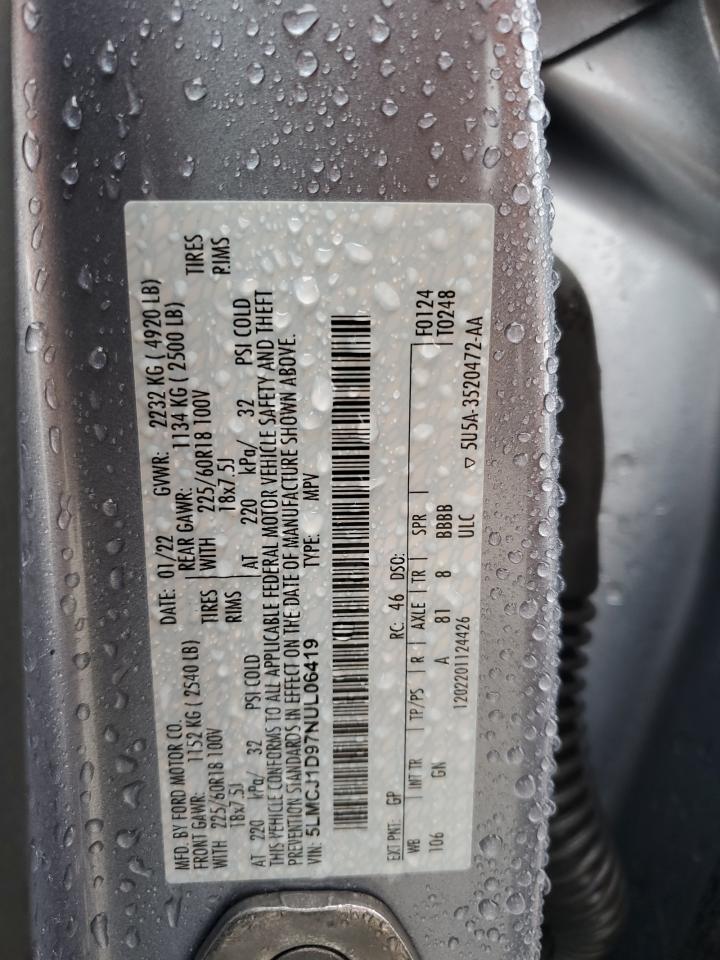 MFD. BY FORD MOTOR CO. DATE: 01/22 GVWR: 2232 KG ( 4920 LB)
FRONT GAWR: 1152 KG ( 2540 LB) REAR GAWR: 1134 KG ( 2500 LB)
WITH 225/60R18 100V TIRES WITH 225/60R18 100V TIRES
18x7.5J RIMS 18x7.5J RIMS
AT 220 kPa/ 32 PSI COLD AT 220 kPa/ 32 PSI COLD
THIS VEHICLE CONFORMS TO ALL APPLICABLE FEDERAL MOTOR VEHICLE SAFETY AND THEFT
PREVENTION STANDARDS IN EFFECT ON THE DATE OF MANUFACTURE SHOWN ABOVE.
VIN: 5LMCJ1D97NUL06419 TYPE: MPV
EXT PNT: GP RC: 46 DSO: F0124
WB INT TR TP/PS R AXLE TR SPR T0248
106 GN A 81 8 BBBB
1202201124426 ULC 5U5A-3520472-AA